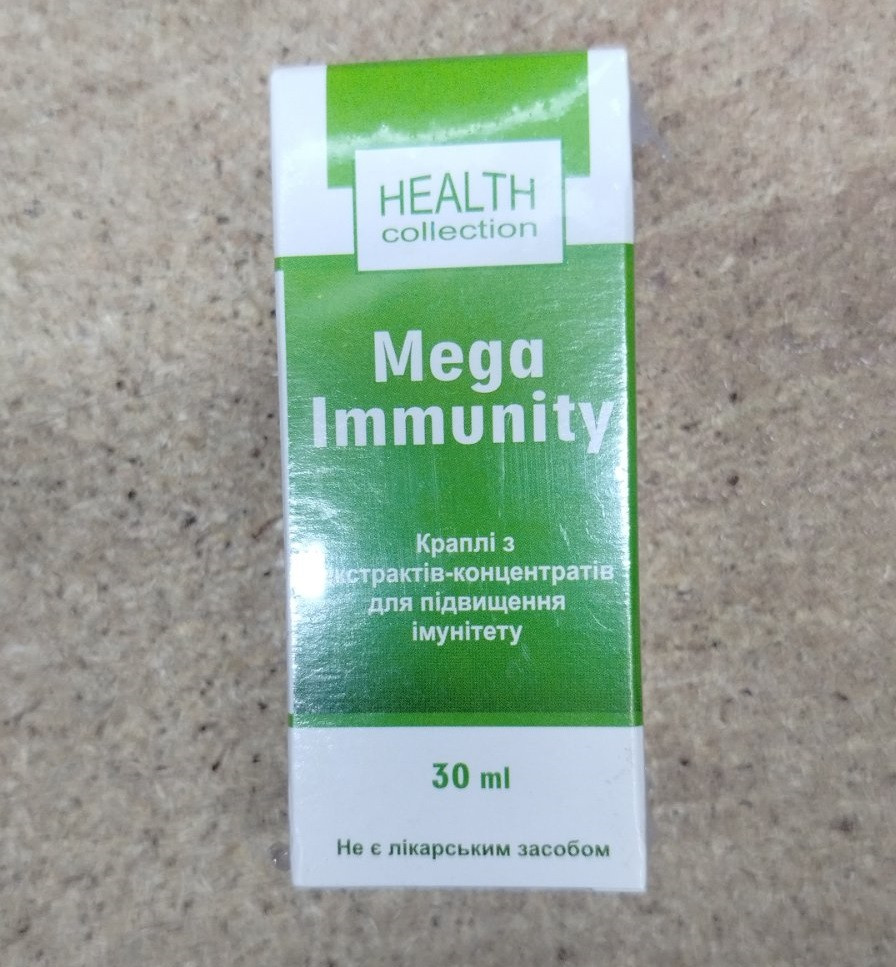 HEALTH
collection
Mega
Immunity
Краплі з
кстрактів-концентратів
для підвищення
імунітету
30 ml
Не є лікарським засобом